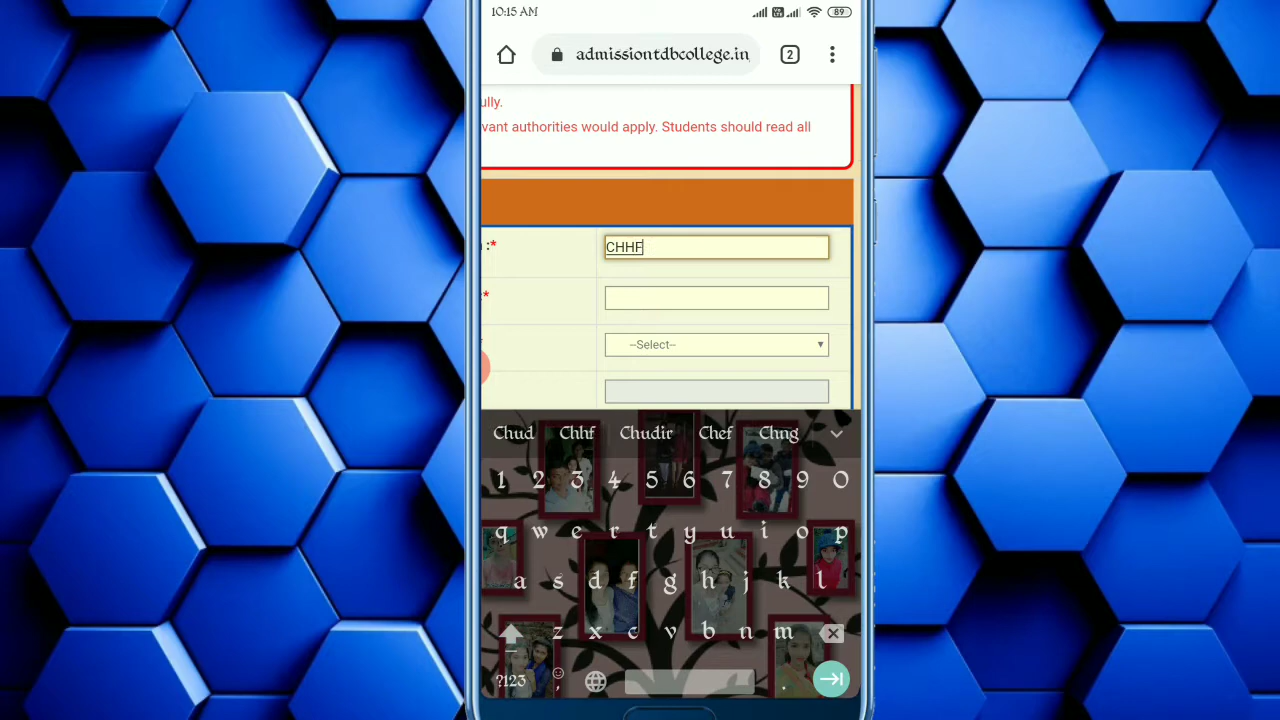 10:15 AM
89
admissiontdbcollege.in
2
ully.
vant authorities would apply. Students should read all
:*
CHHF
*
--Select--
Chud Chhf Chudir Chef Chng
1 2 3 4 5 6 7 8 9 0
q w e r t y u i o p
a s d f g h j k l
z x c v b n m
?123 , .